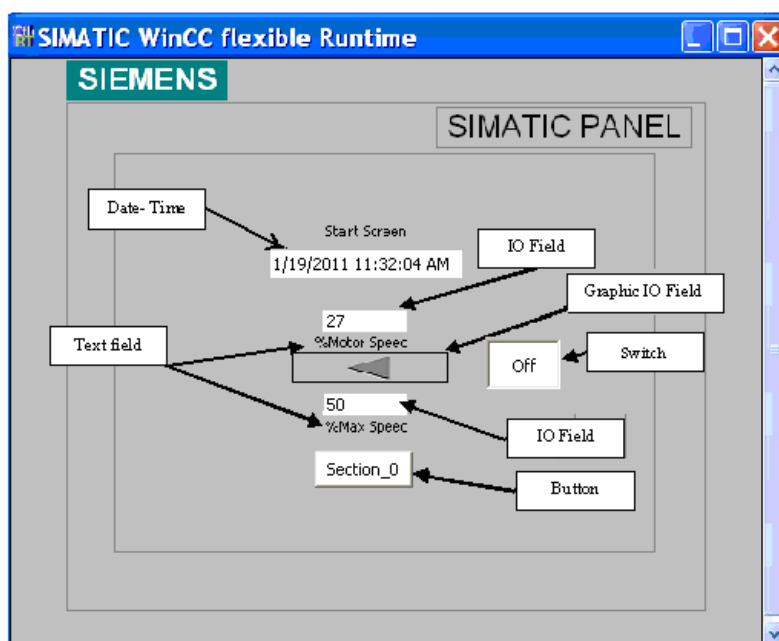 SIMATIC WinCC flexible Runtime
SIEMENS
SIMATIC PANEL
Date- Time
Start Screen
IO Field
1/19/2011 11:32:04 AM
Graphic IO Field
27
%Motor Speec
Text field
Switch
Off
50
%Max Speec
IO Field
Section_0
Button